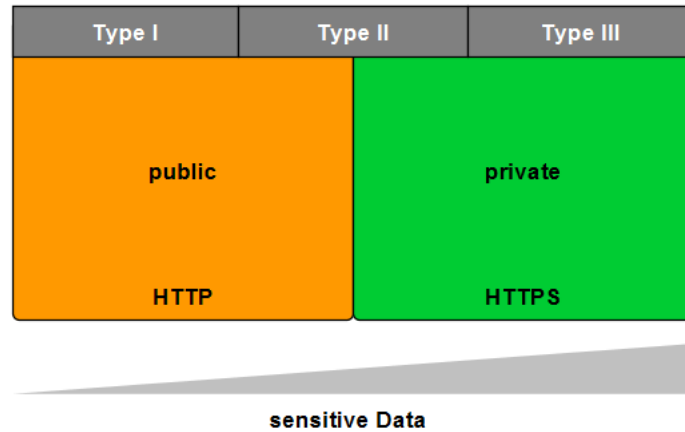 Type I Type II Type III
public private
HTTP HTTPS
sensitive Data